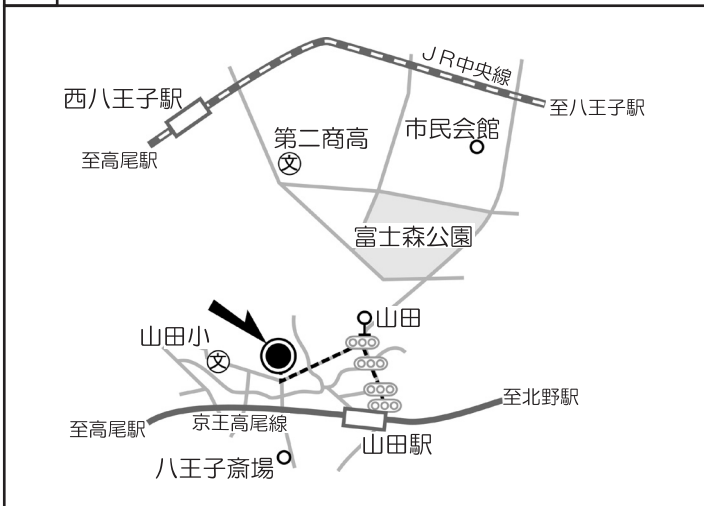 JR中央線
西八王子駅
至八王子駅
市民会館
第二商高
文
至高尾駅
富士森公園
山田
山田小
文
至北野駅
京王高尾線
至高尾駅
山田駅
八王子斎場